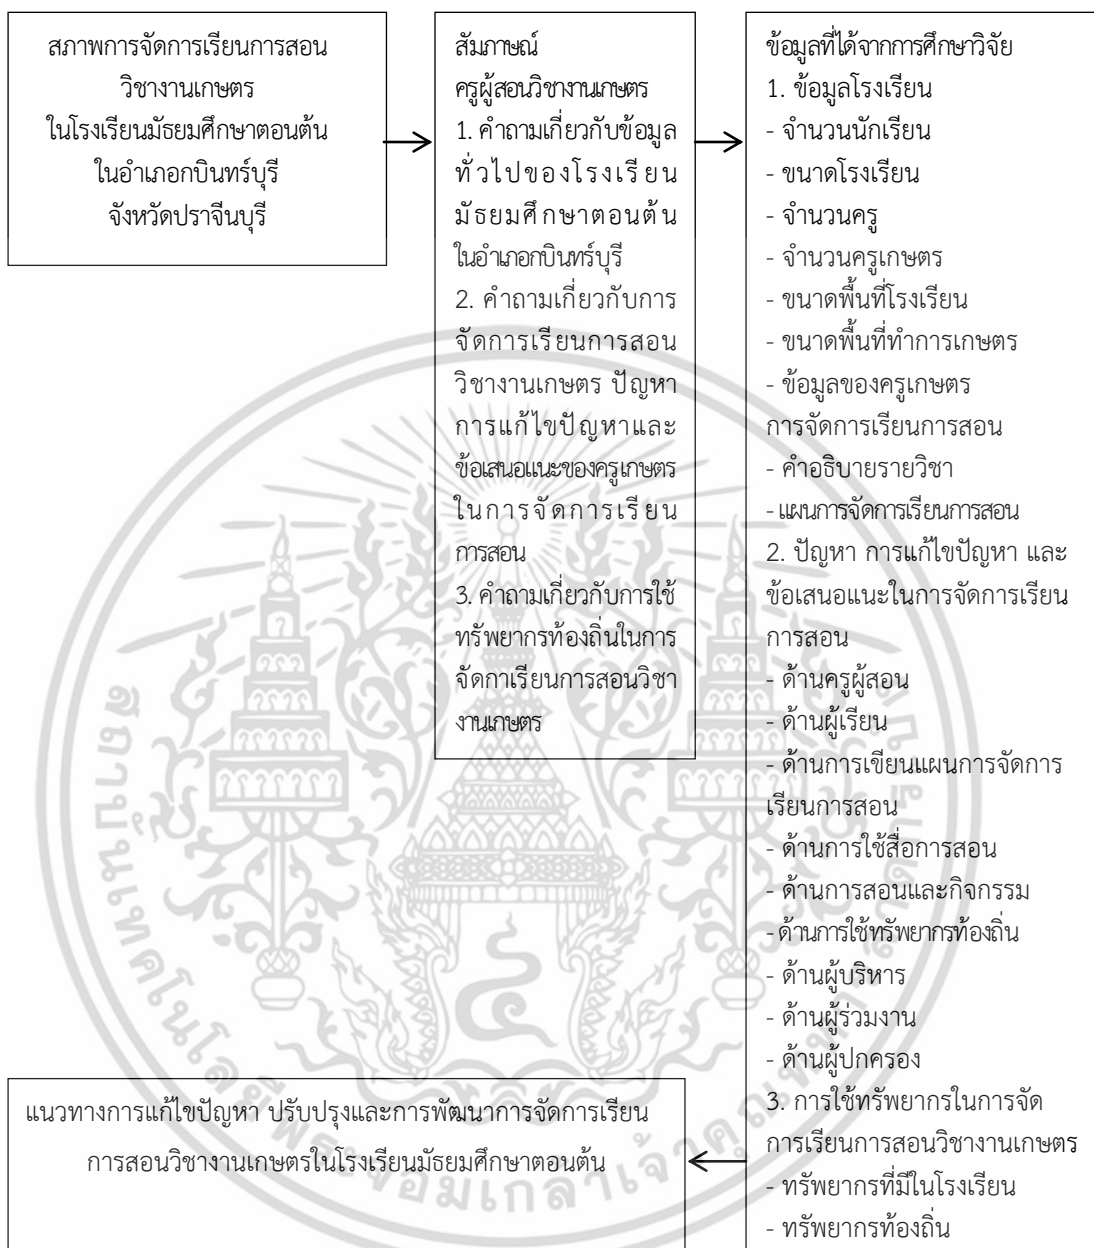 สภาพการจัดการเรียนการสอน
วิชางานเกษตร
ในโรงเรียนมัธยมศึกษาตอนต้น
ในอำเภอกบินทร์บุรี
จังหวัดปราจีนบุรี
สัมภาษณ์
ครูผู้สอนวิชางานเกษตร
1. คำถามเกี่ยวกับข้อมูล
ทั่วไปของโรงเรียน
มัธยมศึกษาตอนต้น
ในอำเภอกบินทร์บุรี
2. คำถามเกี่ยวกับการ
จัดการเรียนการสอน
วิชางานเกษตร ปัญหา
การแก้ไขปัญหาและ
ข้อเสนอแนะของครูเกษตร
ในการจัดการเรียน
การสอน
3. คำถามเกี่ยวกับการใช้
ทรัพยากรท้องถิ่นในการ
จัดกาเรียนการสอนวิชา
งานเกษตร
ข้อมูลที่ได้จากการศึกษาวิจัย
1. ข้อมูลโรงเรียน
- จำนวนนักเรียน
- ขนาดโรงเรียน
- จำนวนครู
- จำนวนครูเกษตร
- ขนาดพื้นที่โรงเรียน
- ขนาดพื้นที่ทำการเกษตร
- ข้อมูลของครูเกษตร
การจัดการเรียนการสอน
- คำอธิบายรายวิชา
- แผนการจัดการเรียนการสอน
2. ปัญหา การแก้ไขปัญหา และ
ข้อเสนอแนะในการจัดการเรียน
การสอน
- ด้านครูผู้สอน
- ด้านผู้เรียน
- ด้านการเขียนแผนการจัดการ
เรียนการสอน
- ด้านการใช้สื่อการสอน
- ด้านการสอนและกิจกรรม
- ด้านการใช้ทรัพยากรท้องถิ่น
- ด้านผู้บริหาร
- ด้านผู้ร่วมงาน
- ด้านผู้ปกครอง
3. การใช้ทรัพยากรในการจัด
การเรียนการสอนวิชางานเกษตร
- ทรัพยากรที่มีในโรงเรียน
- ทรัพยากรท้องถิ่น
แนวทางการแก้ไขปัญหา ปรับปรุงและการพัฒนาการจัดการเรียน
การสอนวิชางานเกษตรในโรงเรียนมัธยมศึกษาตอนต้น
สถาบันเทคโนโลยีพระจอมเกล้าเจ้าคุณทหารลาดกระบัง